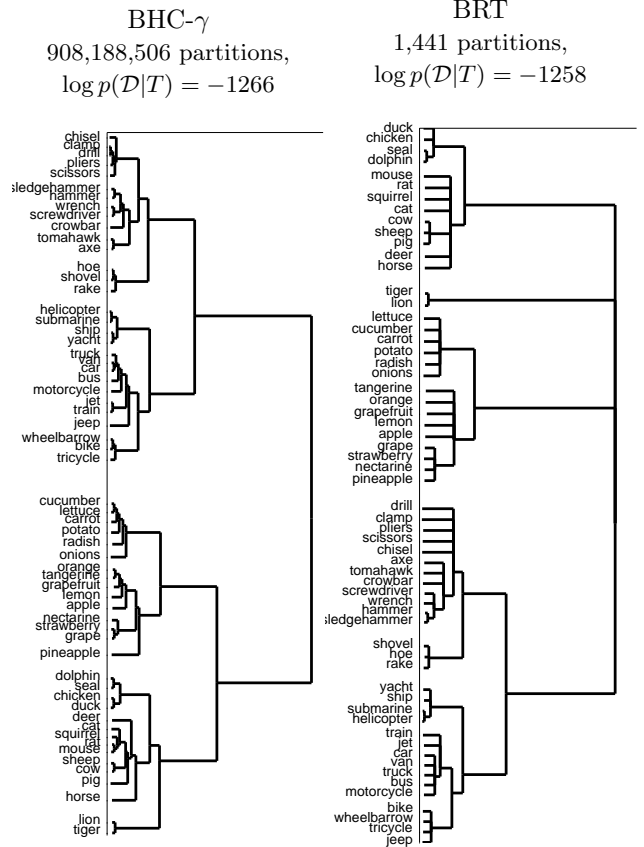 BHC-γ
908,188,506 partitions,
log p(𝒟|T) = −1266
chisel
clamp
drill
pliers
scissors
sledgehammer
hammer
wrench
screwdriver
crowbar
tomahawk
axe
hoe
shovel
rake
helicopter
submarine
ship
yacht
truck
van
car
bus
motorcycle
jet
train
jeep
wheelbarrow
bike
tricycle
cucumber
lettuce
carrot
potato
radish
onions
orange
tangerine
grapefruit
lemon
apple
nectarine
strawberry
grape
pineapple
dolphin
seal
chicken
duck
deer
cat
squirrel
rat
mouse
sheep
cow
pig
horse
lion
tiger
BRT
1,441 partitions,
log p(𝒟|T) = −1258
duck
chicken
seal
dolphin
mouse
rat
squirrel
cat
cow
sheep
pig
deer
horse
tiger
lion
lettuce
cucumber
carrot
potato
radish
onions
tangerine
orange
grapefruit
lemon
apple
grape
strawberry
nectarine
pineapple
drill
clamp
pliers
scissors
chisel
axe
tomahawk
crowbar
screwdriver
wrench
hammer
sledgehammer
shovel
hoe
rake
yacht
ship
submarine
helicopter
train
jet
car
van
truck
bus
motorcycle
bike
wheelbarrow
tricycle
jeep